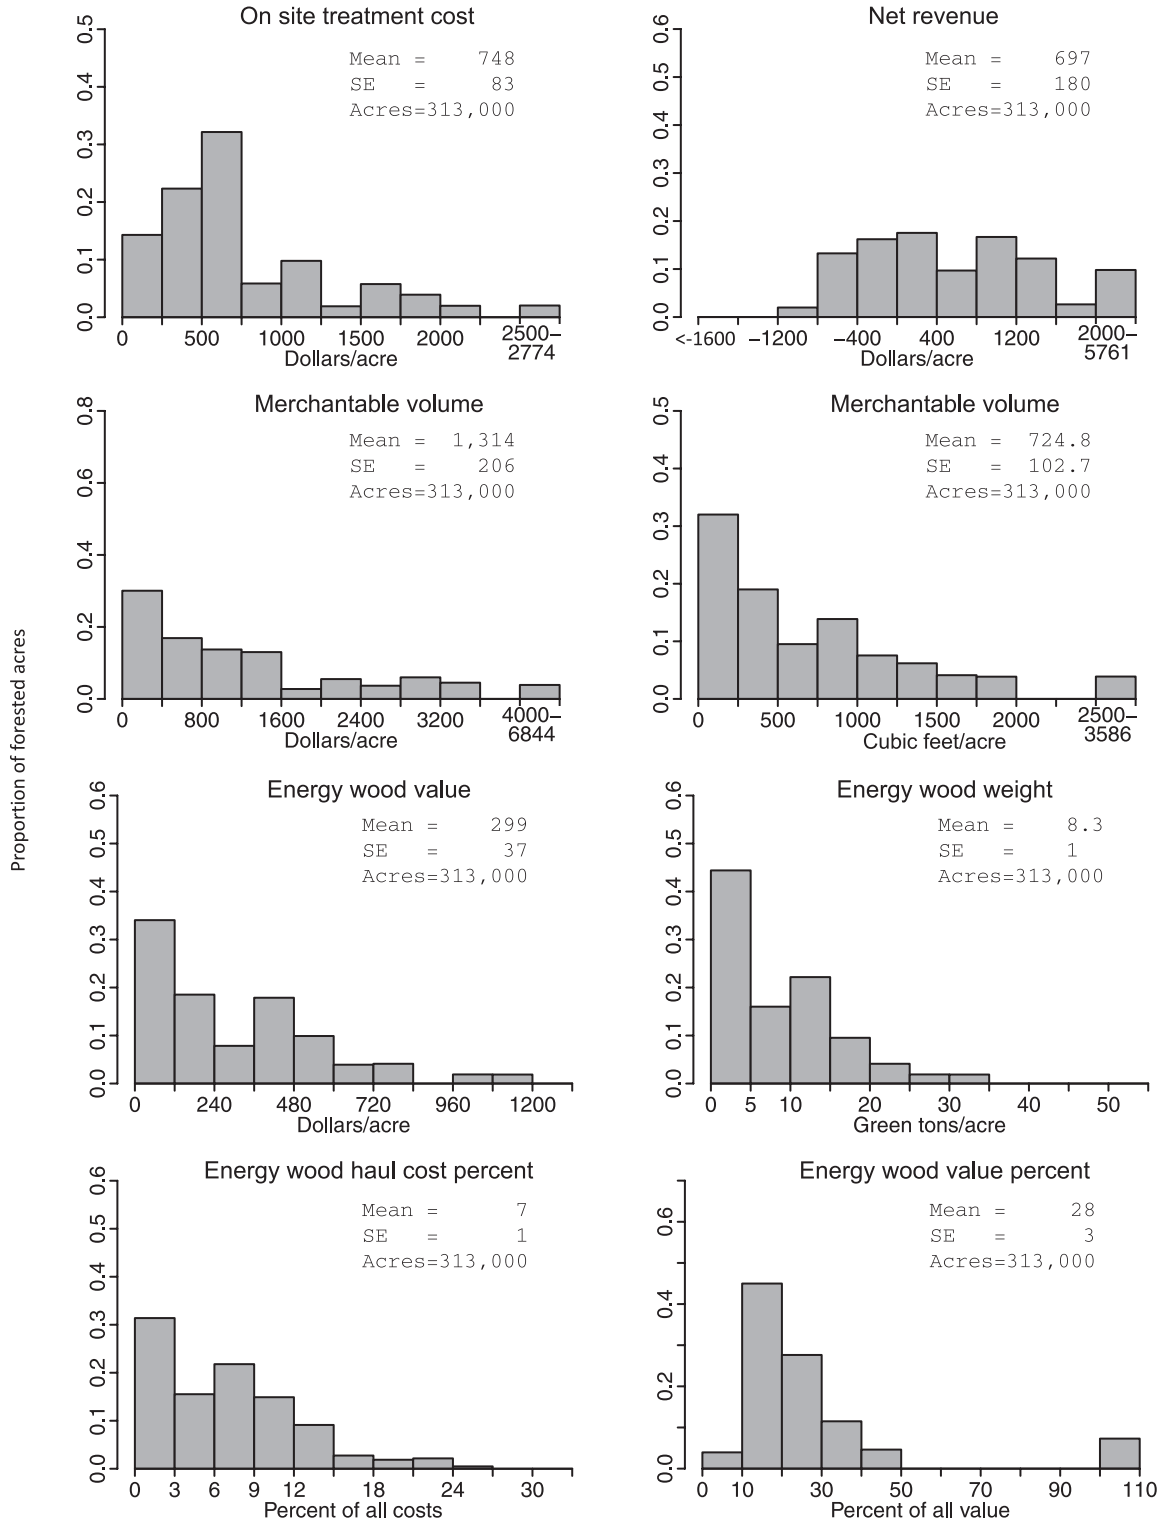 Proportion of forested acres
On site treatment cost
Mean = 748
SE = 83
Acres=313,000
0.5
0.4
0.3
0.2
0.1
0.0
0 500 1000 1500 2000 2500–
2774
Dollars/acre
Net revenue
Mean = 697
SE = 180
Acres=313,000
0.6
0.5
0.4
0.3
0.2
0.1
0.0
<-1600 −1200 −400 400 1200 2000−
5761
Dollars/acre
Merchantable volume
Mean = 1,314
SE = 206
Acres=313,000
0.8
0.6
0.4
0.2
0.0
0 800 1600 2400 3200 4000−
6844
Dollars/acre
Merchantable volume
Mean = 724.8
SE = 102.7
Acres=313,000
0.5
0.4
0.3
0.2
0.1
0.0
0 500 1000 1500 2000 2500−
3586
Cubic feet/acre
Energy wood value
Mean = 299
SE = 37
Acres=313,000
0.6
0.5
0.4
0.3
0.2
0.1
0.0
0 240 480 720 960 1200
Dollars/acre
Energy wood weight
Mean = 8.3
SE = 1
Acres=313,000
0.6
0.5
0.4
0.3
0.2
0.1
0.0
0 5 10 20 30 40 50
Green tons/acre
Energy wood haul cost percent
Mean = 7
SE = 1
Acres=313,000
0.6
0.5
0.4
0.3
0.2
0.1
0.0
0 3 6 9 12 18 24 30
Percent of all costs
Energy wood value percent
Mean = 28
SE = 3
Acres=313,000
0.6
0.4
0.2
0.0
0 10 30 50 70 90 110
Percent of all value